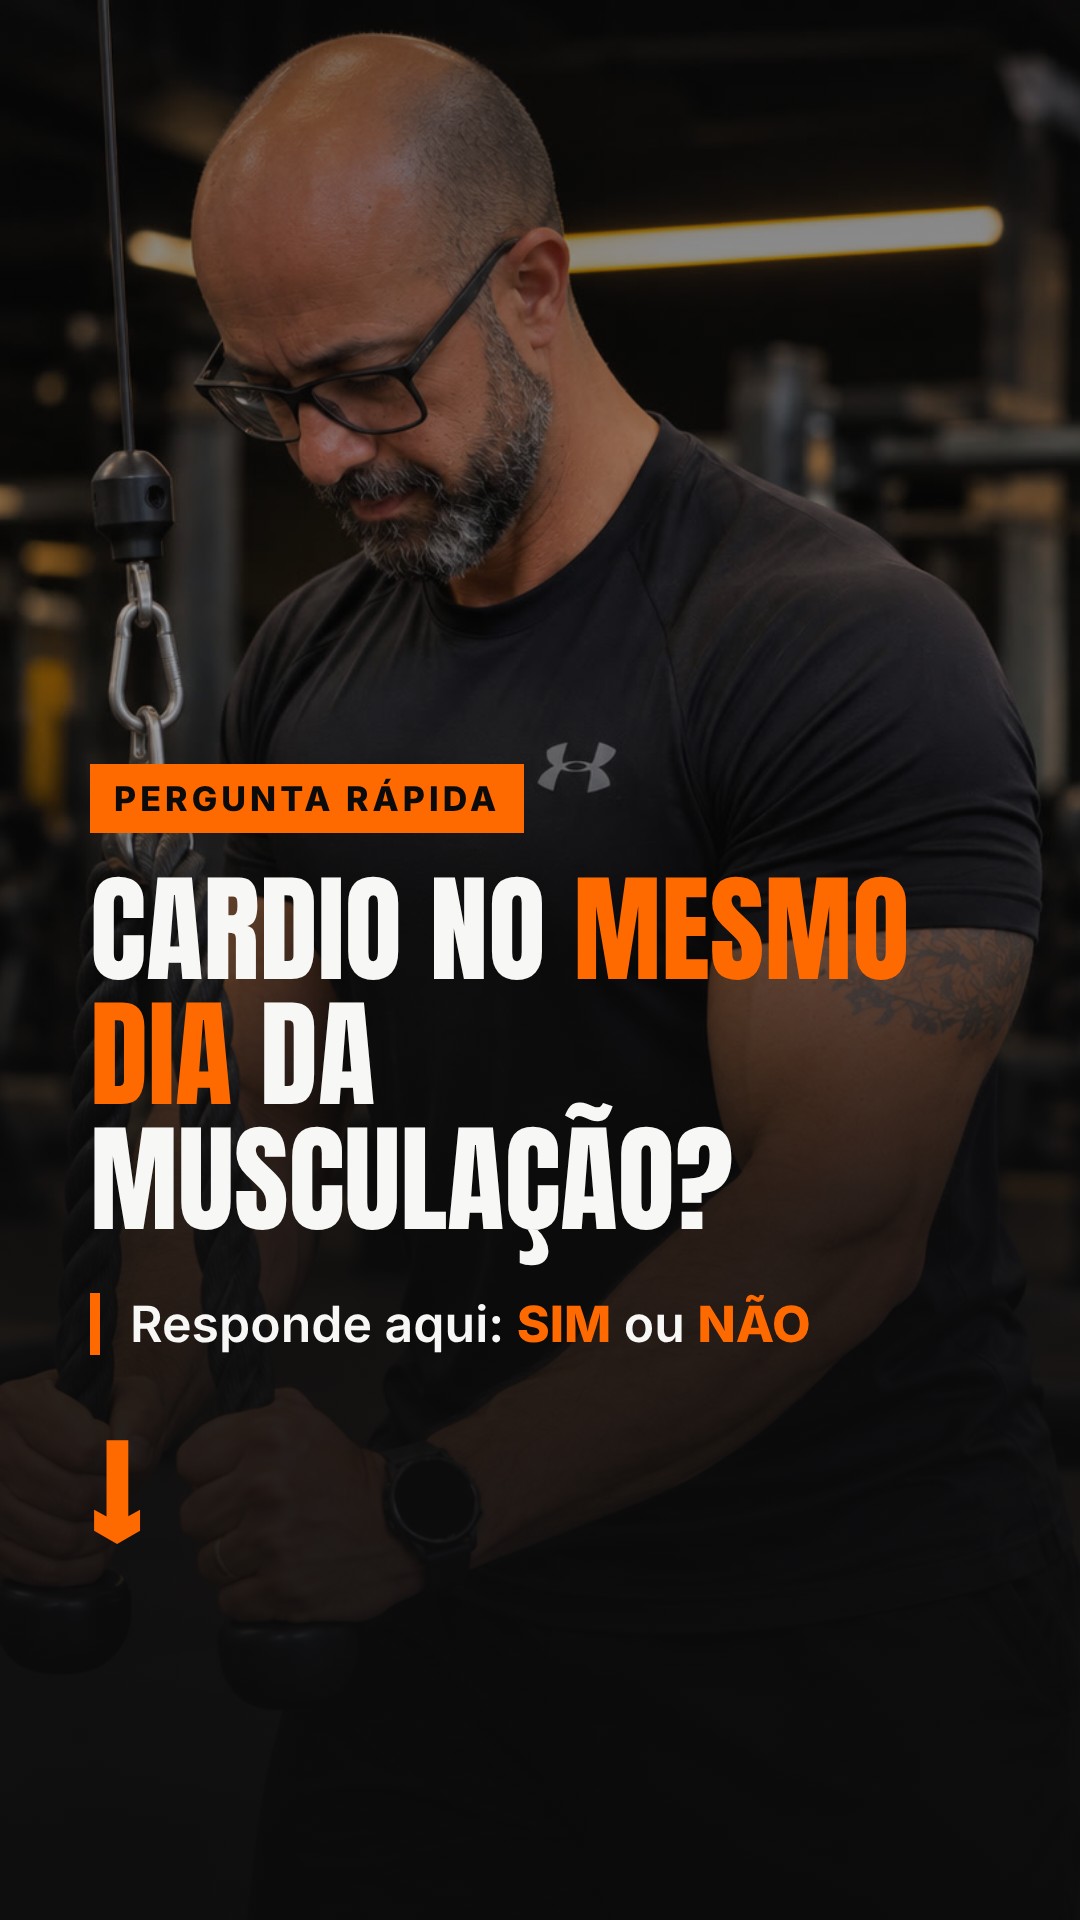 PERGUNTA RÁPIDA
CARDIO NO MESMO
DIA DA
MUSCULAÇÃO?
Responde aqui: SIM ou NÃO